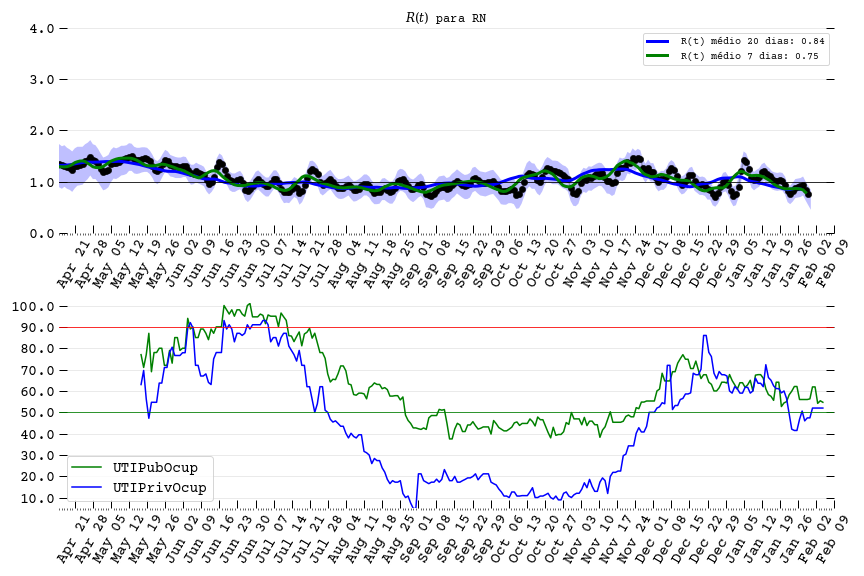 R(t) para RN
4.0
3.0
2.0
1.0
0.0
R(t) médio 20 dias: 0.84
R(t) médio 7 dias: 0.75
Apr 21 Apr 28 May 05 May 12 May 19 May 26 Jun 02 Jun 09 Jun 16 Jun 23 Jun 30 Jul 07 Jul 14 Jul 21 Jul 28 Aug 04 Aug 11 Aug 18 Aug 25 Sep 01 Sep 08 Sep 15 Sep 22 Sep 29 Oct 06 Oct 13 Oct 20 Oct 27 Nov 03 Nov 10 Nov 17 Nov 24 Dec 01 Dec 08 Dec 15 Dec 22 Dec 29 Jan 05 Jan 12 Jan 19 Jan 26 Feb 02 Feb 09
100.0
90.0
80.0
70.0
60.0
50.0
40.0
30.0
20.0
10.0
UTIPubOcup
UTIPrivOcup
Apr 21 Apr 28 May 05 May 12 May 19 May 26 Jun 02 Jun 09 Jun 16 Jun 23 Jun 30 Jul 07 Jul 14 Jul 21 Jul 28 Aug 04 Aug 11 Aug 18 Aug 25 Sep 01 Sep 08 Sep 15 Sep 22 Sep 29 Oct 06 Oct 13 Oct 20 Oct 27 Nov 03 Nov 10 Nov 17 Nov 24 Dec 01 Dec 08 Dec 15 Dec 22 Dec 29 Jan 05 Jan 12 Jan 19 Jan 26 Feb 02 Feb 09